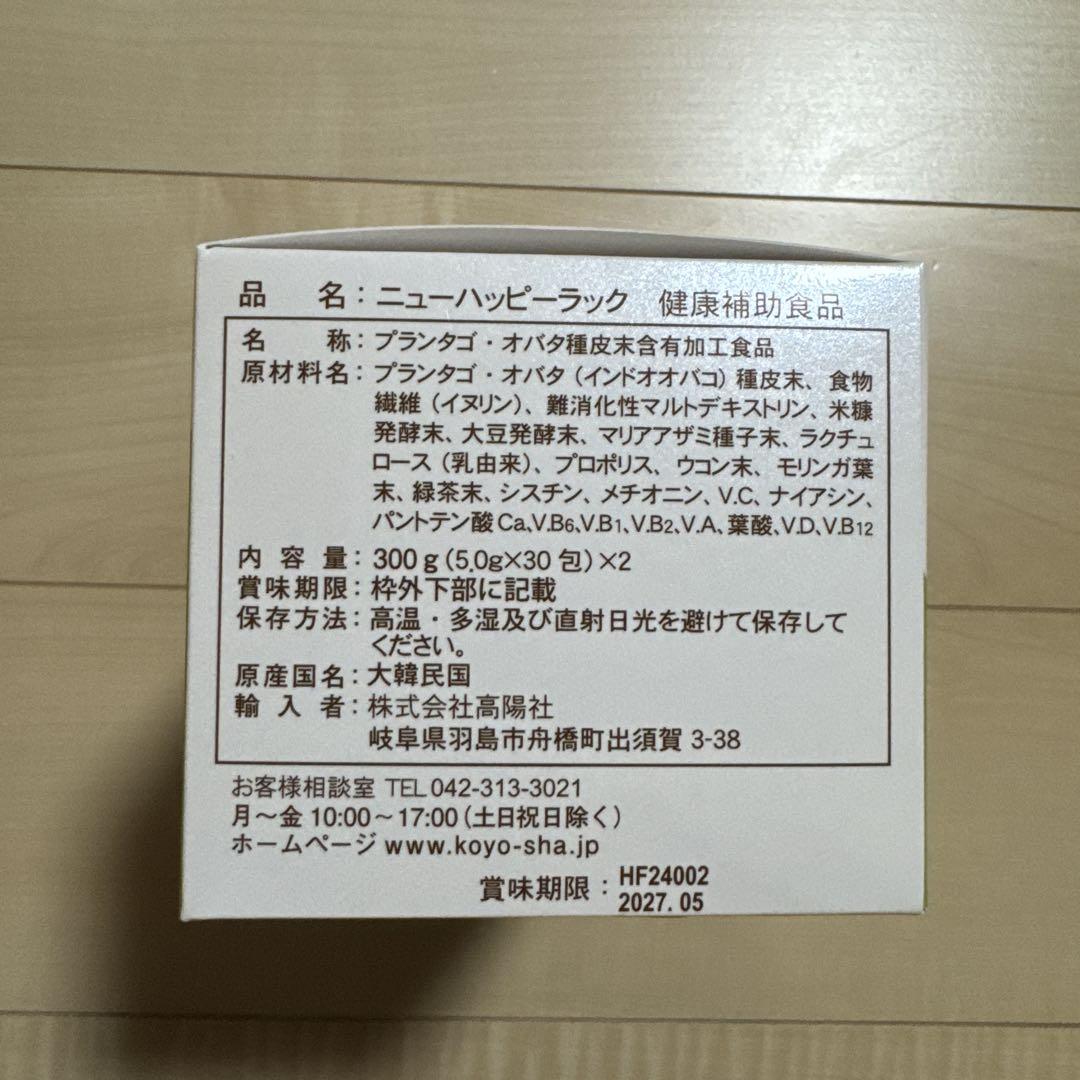 品名：ニューハッピーラック 健康補助食品
名称：プランタゴ・オバタ種皮末含有加工食品
原材料名：プランタゴ・オバタ（インドオオバコ）種皮末、食物
繊維（イヌリン）、難消化性マルトデキストリン、米糠
発酵末、大豆発酵末、マリアアザミ種子末、ラクチュ
ロース（乳由来）、プロポリス、ウコン末、モリンガ葉
末、緑茶末、シスチン、メチオニン、V.C、ナイアシン、
パントテン酸Ca、V.B6、V.B1、V.B2、V.A、葉酸、V.D、V.B12
内容量：300g（5.0g×30包）×2
賞味期限：枠外下部に記載
保存方法：高温・多湿及び直射日光を避けて保存して
ください。
原産国名：大韓民国
輸入者：株式会社高陽社
岐阜県羽島市舟橋町出須賀 3-38
お客様相談室 TEL 042-313-3021
月～金 10:00～17:00（土日祝日除く）
ホームページ www.koyo-sha.jp
賞味期限：HF24002
2027.05